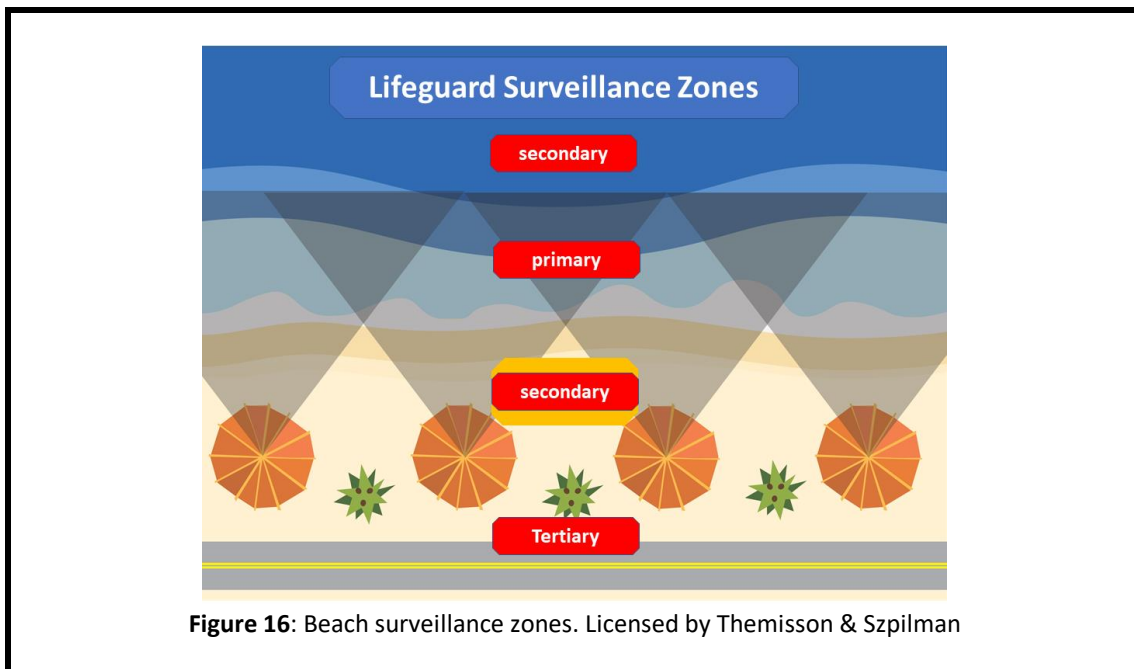 Lifeguard Surveillance Zones
secondary
primary
secondary
Tertiary
Figure 16: Beach surveillance zones. Licensed by Themisson & Szpilman